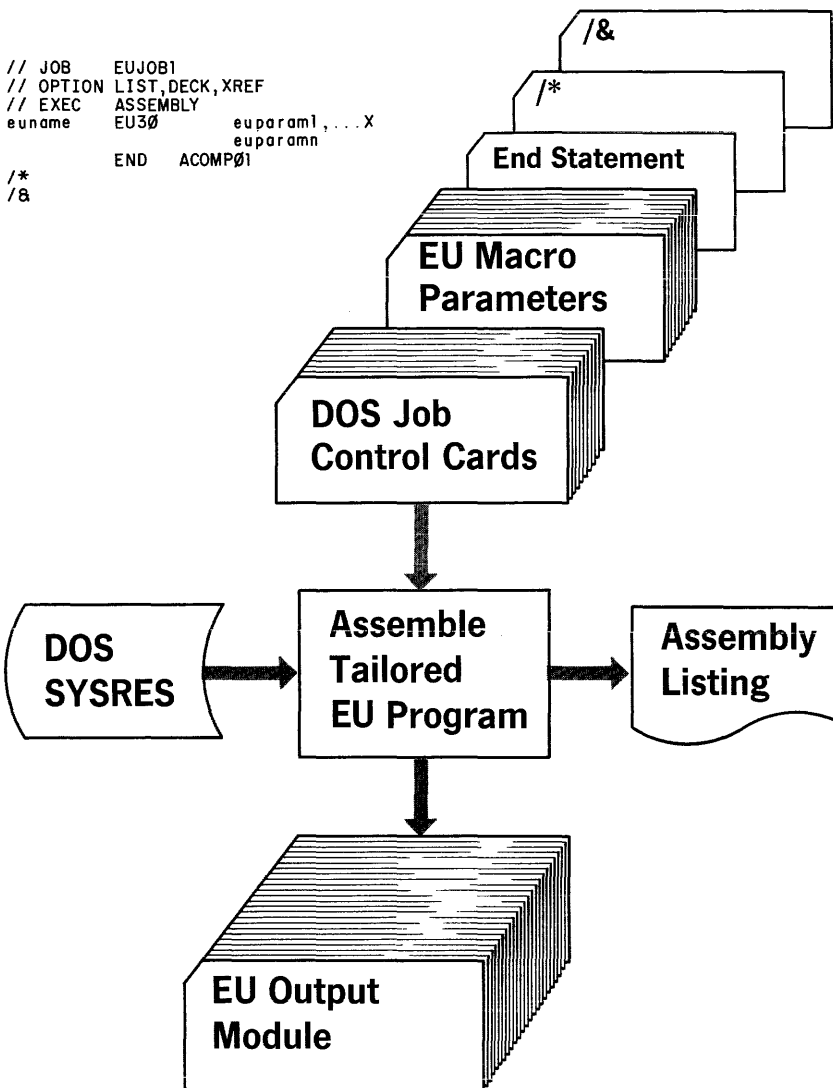 // JOB EUJOB1
// OPTION LIST,DECK,XREF
// EXEC ASSEMBLY
euname EU3Ø euparam1,...X
euparamn
END ACOMPØ1
/*
/&
/&
/*
End Statement
EU Macro
Parameters
DOS Job
Control Cards
DOS
SYSRES
Assemble
Tailored
EU Program
Assembly
Listing
EU Output
Module